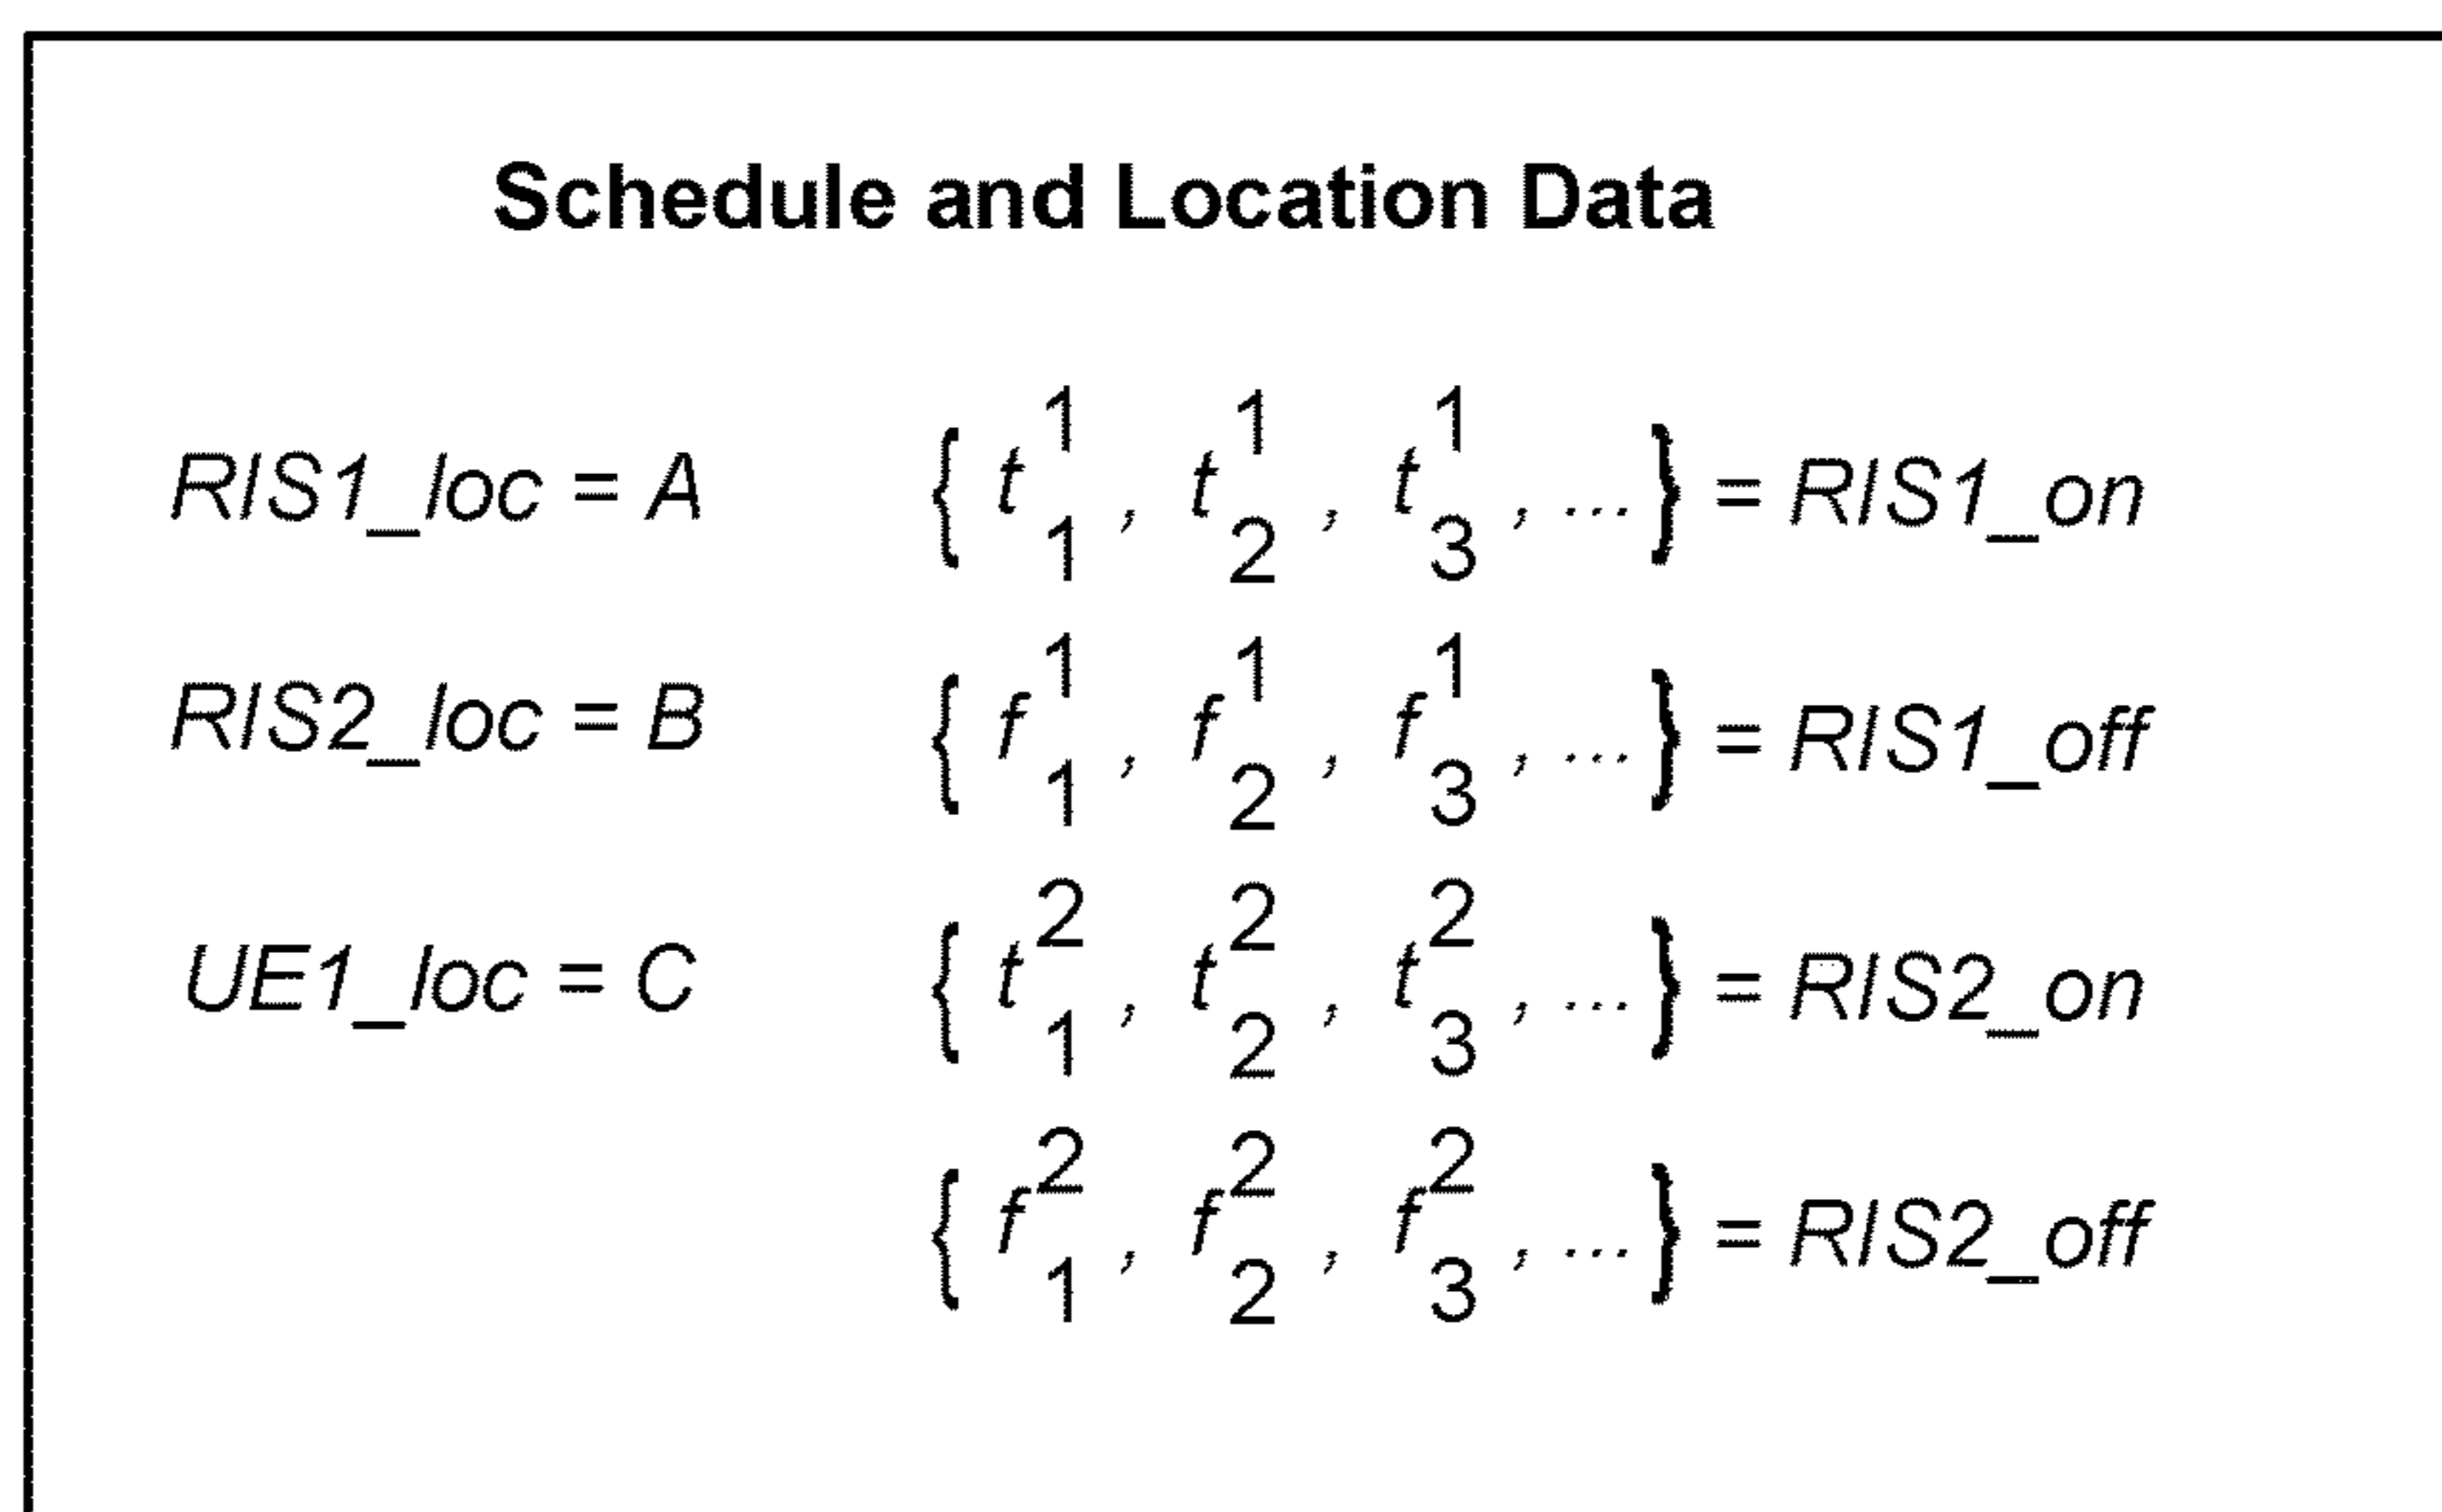 Schedule and Location Data
RIS1_loc = A { t¹₁ , t¹₂ , t¹₃ , ... } = RIS1_on
RIS2_loc = B { f¹₁ , f¹₂ , f¹₃ , ... } = RIS1_off
UE1_loc = C { t²₁ , t²₂ , t²₃ , ... } = RIS2_on
{ f²₁ , f²₂ , f²₃ , ... } = RIS2_off